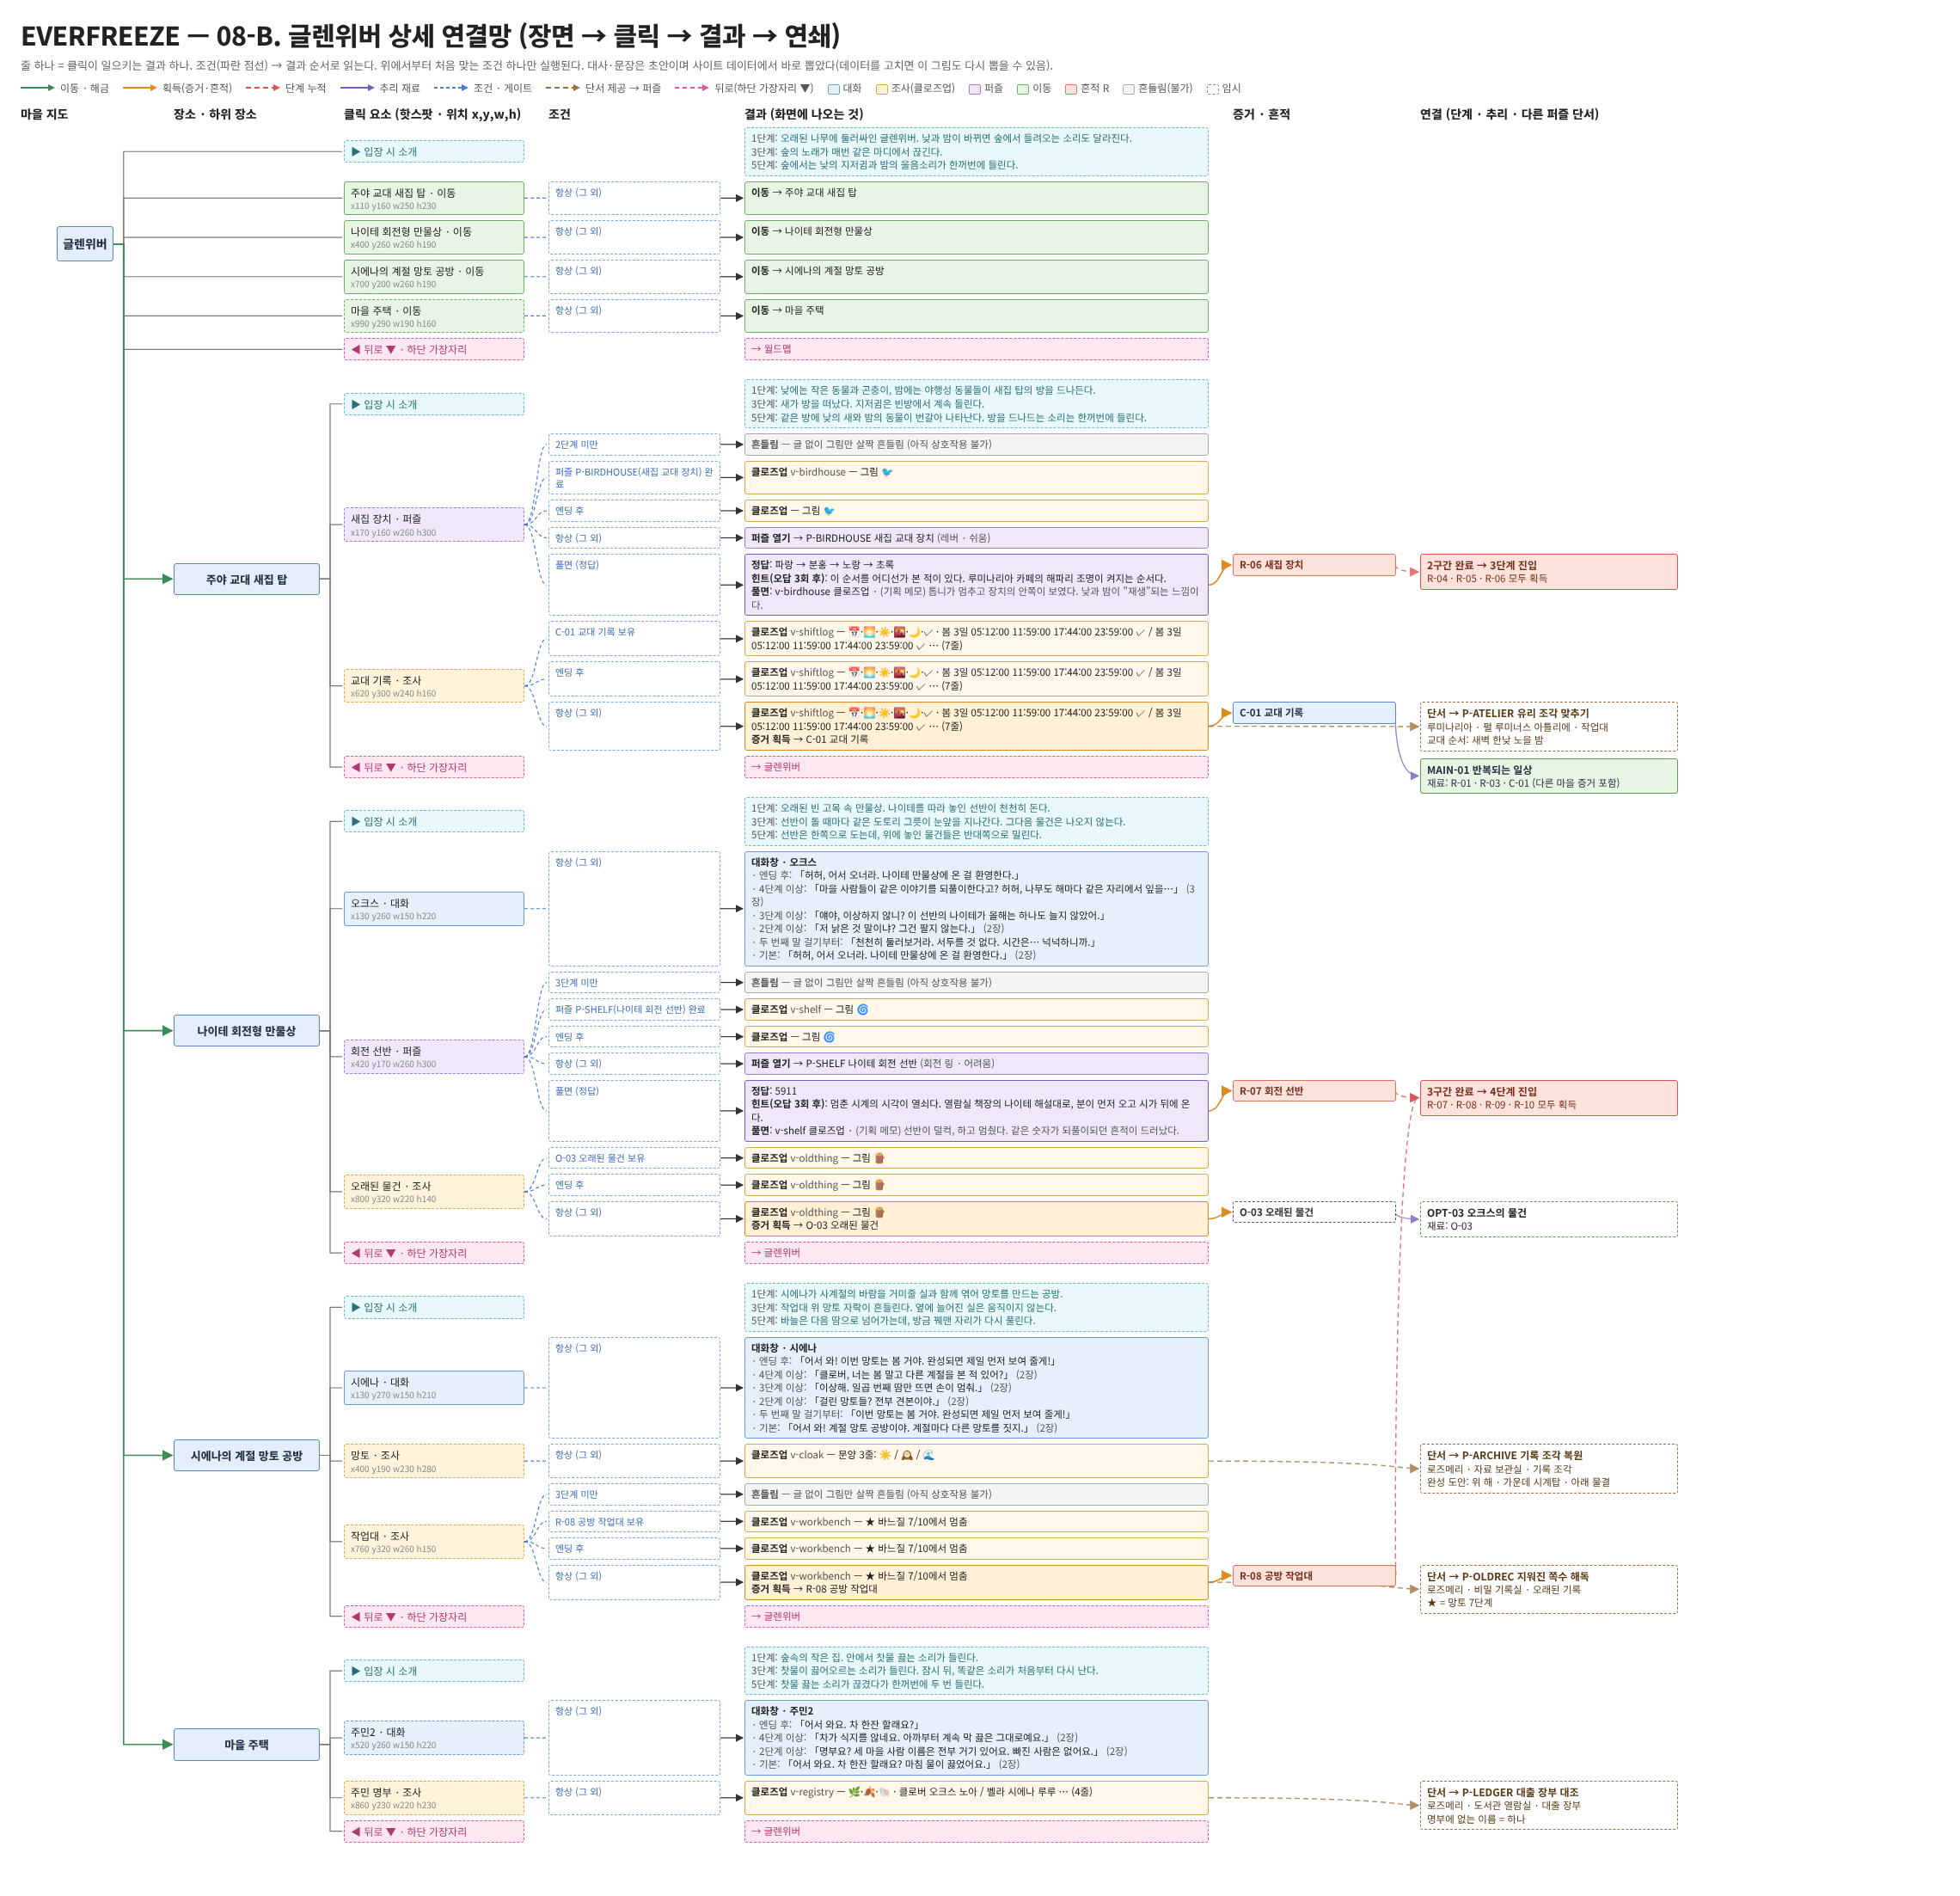 EVERFREEZE — 08-B. 글렌위버 상세 연결망 (장면 → 클릭 → 결과 → 연쇄)
줄 하나 = 클릭이 일으키는 결과 하나. 조건(파란 점선) → 결과 순서로 읽는다. 위에서부터 처음 맞는 조건 하나만 실행된다. 대사·문장은 초안이며 사이트 데이터에서 바로 뽑았다(데이터를 고치면 이 그림도 다시 뽑을 수 있음).
이동 · 해금 획득(증거·흔적) 단계 누적 추리 재료 조건 · 게이트 단서 제공 → 퍼즐 뒤로(하단 가장자리 ▼) 대화 조사(클로즈업) 퍼즐 이동 흔적 R 흔들림(불가) 임시
마을 지도 장소 · 하위 장소 클릭 요소 (핫스팟 · 위치 x,y,w,h) 조건 결과 (화면에 나오는 것) 증거 · 흔적 연결 (단계 · 추리 · 다른 퍼즐 단서)
글렌위버
▶ 입장 시 소개
1단계: 오래된 나무에 둘러싸인 글렌위버. 낮과 밤이 바뀌면 숲에서 들려오는 소리도 달라진다.
3단계: 숲의 노래가 매번 같은 마디에서 끊긴다.
5단계: 숲에서는 낮의 지저귐과 밤의 울음소리가 한꺼번에 들린다.
주야 교대 새집 탑 · 이동
x110 y160 w250 h230
항상 (그 외)
이동 → 주야 교대 새집 탑
나이테 회전형 만물상 · 이동
x400 y260 w260 h190
항상 (그 외)
이동 → 나이테 회전형 만물상
시에나의 계절 망토 공방 · 이동
x700 y200 w260 h190
항상 (그 외)
이동 → 시에나의 계절 망토 공방
마을 주택 · 이동
x990 y290 w190 h160
항상 (그 외)
이동 → 마을 주택
◀ 뒤로 ▼ · 하단 가장자리
→ 월드맵
주야 교대 새집 탑
▶ 입장 시 소개
1단계: 낮에는 작은 동물과 곤충이, 밤에는 야행성 동물들이 새집 탑의 방을 드나든다.
3단계: 새가 방을 떠났다. 지저귐은 빈방에서 계속 들린다.
5단계: 같은 방에 낮의 새와 밤의 동물이 번갈아 나타난다. 방을 드나드는 소리는 한꺼번에 들린다.
새집 장치 · 퍼즐
x170 y160 w260 h300
2단계 미만
흔들림 — 글 없이 그림만 살짝 흔들림 (아직 상호작용 불가)
퍼즐 P-BIRDHOUSE(새집 교대 장치) 완
료
클로즈업 v-birdhouse — 그림 🐦
엔딩 후
클로즈업 — 그림 🐦
항상 (그 외)
퍼즐 열기 → P-BIRDHOUSE 새집 교대 장치 (레버 · 쉬움)
풀면 (정답)
정답: 파랑 → 분홍 → 노랑 → 초록
힌트(오답 3회 후): 이 순서를 어디선가 본 적이 있다. 루미나리아 카페의 해파리 조명이 켜지는 순서다.
풀면: v-birdhouse 클로즈업 · (기획 메모) 톱니가 멈추고 장치의 안쪽이 보였다. 낮과 밤이 "재생"되는 느낌이
다.
R-06 새집 장치
2구간 완료 → 3단계 진입
R-04 · R-05 · R-06 모두 획득
교대 기록 · 조사
x620 y300 w240 h160
C-01 교대 기록 보유
클로즈업 v-shiftlog — 📅·🌅·☀️·🌇·🌙·✓ · 봄 3일 05:12:00 11:59:00 17:44:00 23:59:00 ✓ / 봄 3일
05:12:00 11:59:00 17:44:00 23:59:00 ✓ ⋯ (7줄)
엔딩 후
클로즈업 v-shiftlog — 📅·🌅·☀️·🌇·🌙·✓ · 봄 3일 05:12:00 11:59:00 17:44:00 23:59:00 ✓ / 봄 3일
05:12:00 11:59:00 17:44:00 23:59:00 ✓ ⋯ (7줄)
항상 (그 외)
클로즈업 v-shiftlog — 📅·🌅·☀️·🌇·🌙·✓ · 봄 3일 05:12:00 11:59:00 17:44:00 23:59:00 ✓ / 봄 3일
05:12:00 11:59:00 17:44:00 23:59:00 ✓ ⋯ (7줄)
증거 획득 → C-01 교대 기록
C-01 교대 기록
단서 → P-ATELIER 유리 조각 맞추기
루미나리아 · 펄 루미너스 아틀리에 · 작업대
교대 순서: 새벽 한낮 노을 밤
MAIN-01 반복되는 일상
재료: R-01 · R-03 · C-01 (다른 마을 증거 포함)
◀ 뒤로 ▼ · 하단 가장자리
→ 글렌위버
나이테 회전형 만물상
▶ 입장 시 소개
1단계: 오래된 빈 고목 속 만물상. 나이테를 따라 놓인 선반이 천천히 돈다.
3단계: 선반이 돌 때마다 같은 도토리 그릇이 눈앞을 지나간다. 그다음 물건은 나오지 않는다.
5단계: 선반은 한쪽으로 도는데, 위에 놓인 물건들은 반대쪽으로 밀린다.
오크스 · 대화
x130 y260 w150 h220
항상 (그 외)
대화창 · 오크스
· 엔딩 후: 「허허, 어서 오너라. 나이테 만물상에 온 걸 환영한다.」
· 4단계 이상: 「마을 사람들이 같은 이야기를 되풀이한다고? 허허, 나무도 해마다 같은 자리에서 잎을⋯」 (3
장)
· 3단계 이상: 「얘야, 이상하지 않니? 이 선반의 나이테가 올해는 하나도 늘지 않았어.」
· 2단계 이상: 「저 낡은 것 말이냐? 그건 팔지 않는다.」 (2장)
· 두 번째 말 걸기부터: 「천천히 둘러보거라. 서두를 것 없다. 시간은⋯ 넉넉하니까.」
· 기본: 「허허, 어서 오너라. 나이테 만물상에 온 걸 환영한다.」 (2장)
회전 선반 · 퍼즐
x420 y170 w260 h300
3단계 미만
흔들림 — 글 없이 그림만 살짝 흔들림 (아직 상호작용 불가)
퍼즐 P-SHELF(나이테 회전 선반) 완료
클로즈업 v-shelf — 그림 🌀
엔딩 후
클로즈업 — 그림 🌀
항상 (그 외)
퍼즐 열기 → P-SHELF 나이테 회전 선반 (회전 링 · 어려움)
풀면 (정답)
정답: 5911
힌트(오답 3회 후): 멈춘 시계의 시각이 열쇠다. 열람실 책장의 나이테 해설대로, 분이 먼저 오고 시가 뒤에 온
다.
풀면: v-shelf 클로즈업 · (기획 메모) 선반이 덜컥, 하고 멈췄다. 같은 숫자가 되풀이되던 흔적이 드러났다.
R-07 회전 선반
3구간 완료 → 4단계 진입
R-07 · R-08 · R-09 · R-10 모두 획득
오래된 물건 · 조사
x800 y320 w220 h140
O-03 오래된 물건 보유
클로즈업 v-oldthing — 그림 🪵
엔딩 후
클로즈업 v-oldthing — 그림 🪵
항상 (그 외)
클로즈업 v-oldthing — 그림 🪵
증거 획득 → O-03 오래된 물건
O-03 오래된 물건
OPT-03 오크스의 물건
재료: O-03
◀ 뒤로 ▼ · 하단 가장자리
→ 글렌위버
시에나의 계절 망토 공방
▶ 입장 시 소개
1단계: 시에나가 사계절의 바람을 거미줄 실과 함께 엮어 망토를 만드는 공방.
3단계: 작업대 위 망토 자락이 흔들린다. 옆에 늘어진 실은 움직이지 않는다.
5단계: 바늘은 다음 땀으로 넘어가는데, 방금 꿰맨 자리가 다시 풀린다.
시에나 · 대화
x130 y270 w150 h210
항상 (그 외)
대화창 · 시에나
· 엔딩 후: 「어서 와! 이번 망토는 봄 거야. 완성되면 제일 먼저 보여 줄게!」
· 4단계 이상: 「클로버, 너는 봄 말고 다른 계절을 본 적 있어?」 (2장)
· 3단계 이상: 「이상해. 일곱 번째 땀만 뜨면 손이 멈춰.」 (2장)
· 2단계 이상: 「걸린 망토들? 전부 견본이야.」 (2장)
· 두 번째 말 걸기부터: 「이번 망토는 봄 거야. 완성되면 제일 먼저 보여 줄게!」
· 기본: 「어서 와! 계절 망토 공방이야. 계절마다 다른 망토를 짓지.」 (2장)
망토 · 조사
x400 y190 w230 h280
항상 (그 외)
클로즈업 v-cloak — 문양 3줄: ☀️ / 🕰️ / 🌊
단서 → P-ARCHIVE 기록 조각 복원
로즈메리 · 자료 보관실 · 기록 조각
완성 도안: 위 해 · 가운데 시계탑 · 아래 물결
작업대 · 조사
x760 y320 w260 h150
3단계 미만
흔들림 — 글 없이 그림만 살짝 흔들림 (아직 상호작용 불가)
R-08 공방 작업대 보유
클로즈업 v-workbench — ★ 바느질 7/10에서 멈춤
엔딩 후
클로즈업 v-workbench — ★ 바느질 7/10에서 멈춤
항상 (그 외)
클로즈업 v-workbench — ★ 바느질 7/10에서 멈춤
증거 획득 → R-08 공방 작업대
R-08 공방 작업대
단서 → P-OLDREC 지워진 쪽수 해독
로즈메리 · 비밀 기록실 · 오래된 기록
★ = 망토 7단계
◀ 뒤로 ▼ · 하단 가장자리
→ 글렌위버
마을 주택
▶ 입장 시 소개
1단계: 숲속의 작은 집. 안에서 찻물 끓는 소리가 들린다.
3단계: 찻물이 끓어오르는 소리가 들린다. 잠시 뒤, 똑같은 소리가 처음부터 다시 난다.
5단계: 찻물 끓는 소리가 끊겼다가 한꺼번에 두 번 들린다.
주민2 · 대화
x520 y260 w150 h220
항상 (그 외)
대화창 · 주민2
· 엔딩 후: 「어서 와요. 차 한잔 할래요?」
· 4단계 이상: 「차가 식지를 않네요. 아까부터 계속 막 끓은 그대로예요.」 (2장)
· 2단계 이상: 「명부요? 세 마을 사람 이름은 전부 거기 있어요. 빠진 사람은 없어요.」 (2장)
· 기본: 「어서 와요. 차 한잔 할래요? 마침 물이 끓었어요.」 (2장)
주민 명부 · 조사
x860 y230 w220 h230
항상 (그 외)
클로즈업 v-registry — 🌿·🍂·🐚 · 클로버 오크스 노아 / 벨라 시에나 루루 ⋯ (4줄)
단서 → P-LEDGER 대출 장부 대조
로즈메리 · 도서관 열람실 · 대출 장부
명부에 없는 이름 = 하나
◀ 뒤로 ▼ · 하단 가장자리
→ 글렌위버